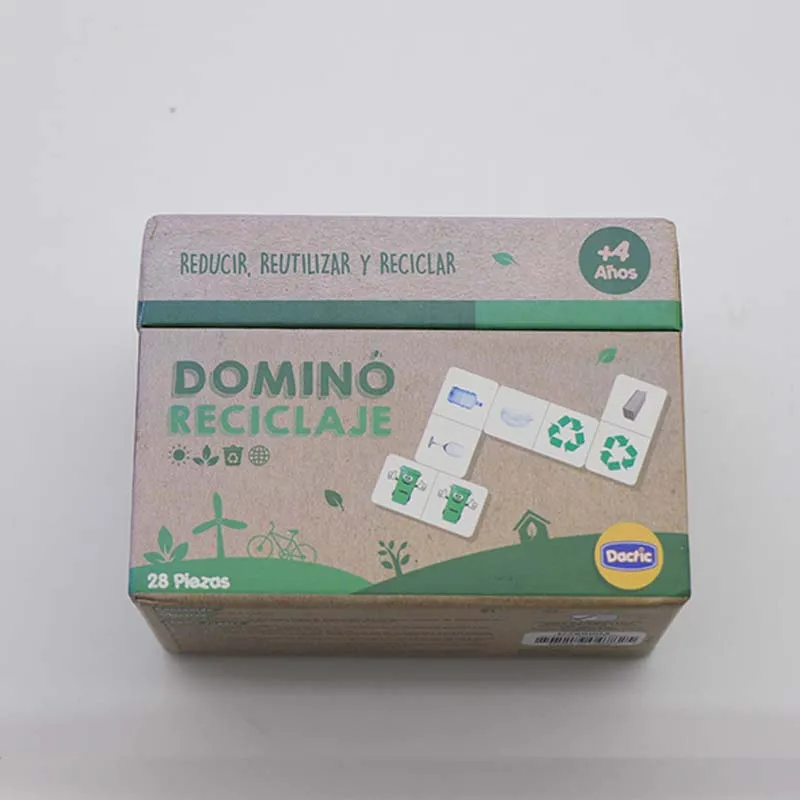 REDUCIR, REUTILIZAR Y RECICLAR
+4
Años
DOMINÓ
RECICLAJE
Dactic
28 Piezas